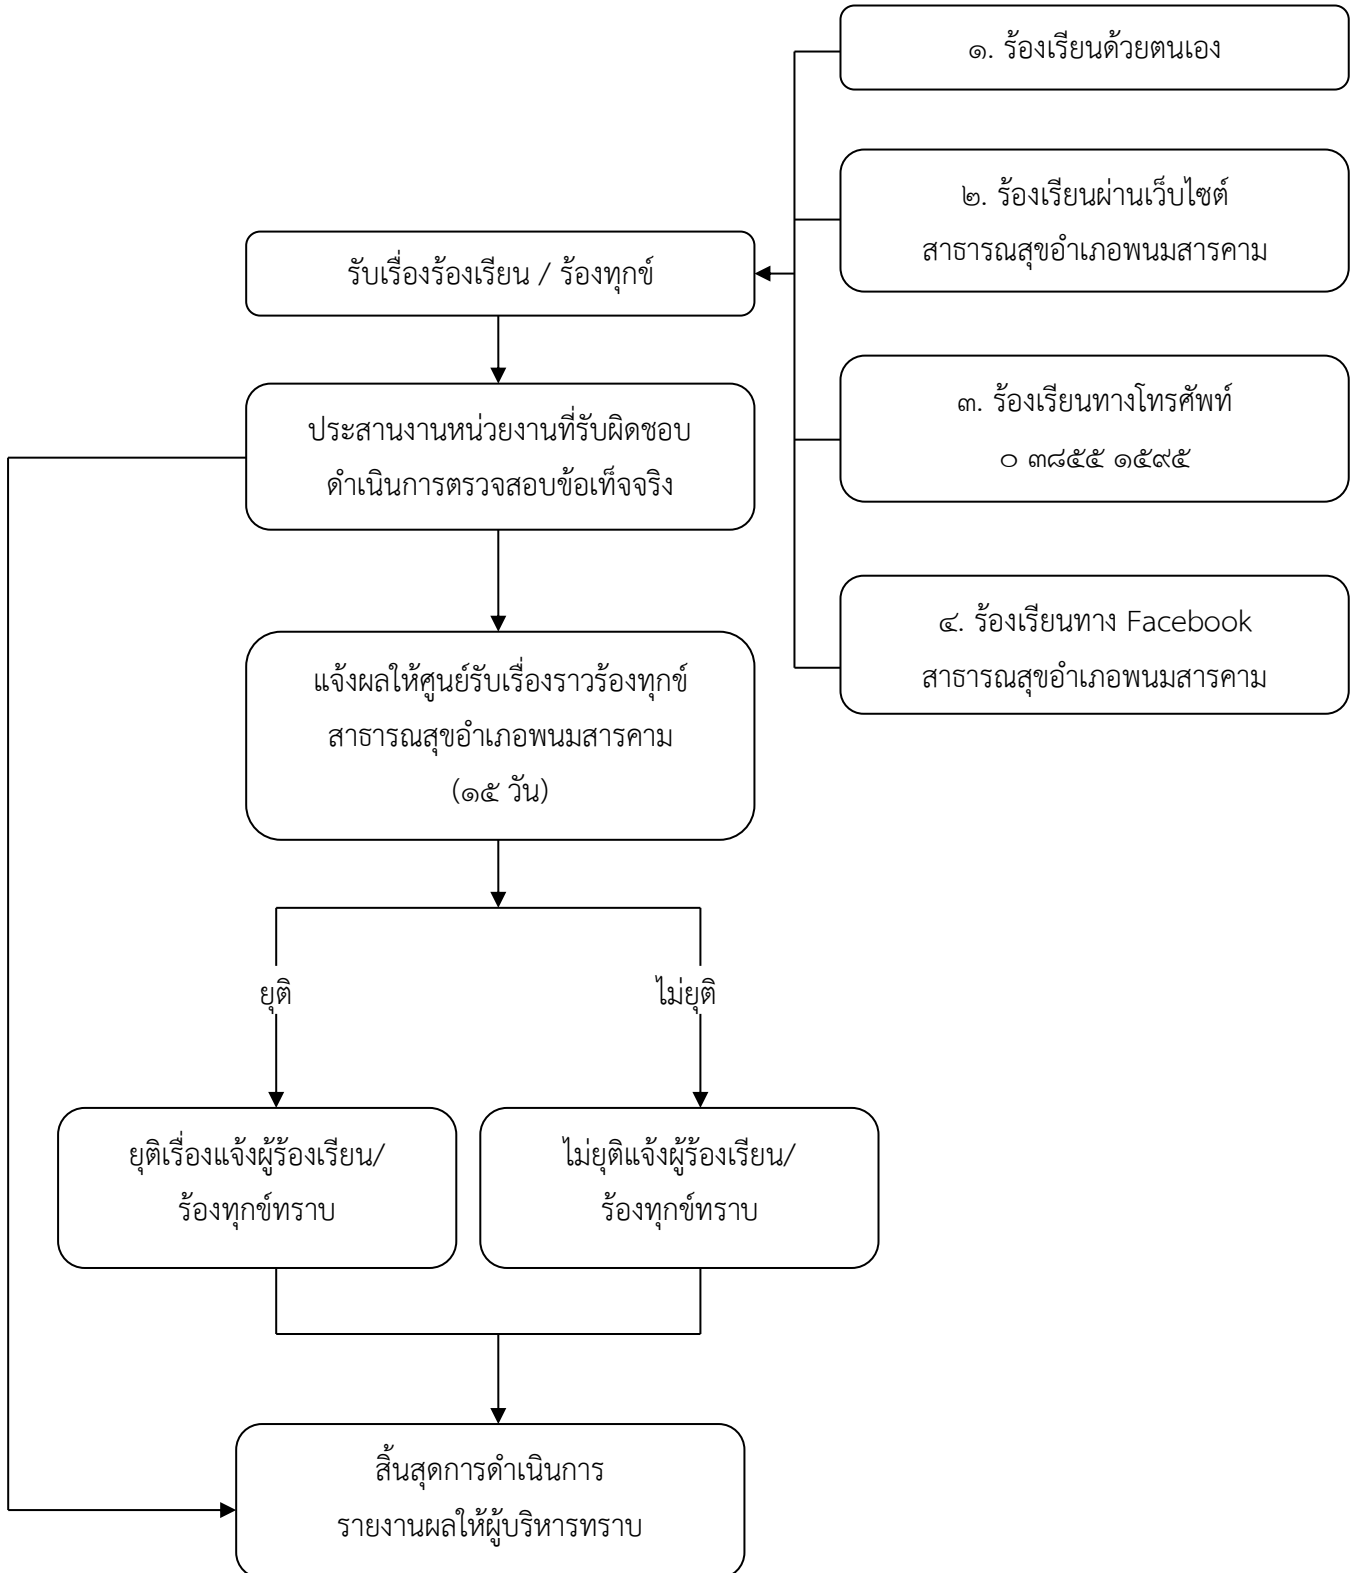 ๑. ร้องเรียนด้วยตนเอง
๒. ร้องเรียนผ่านเว็บไซต์
สาธารณสุขอำเภอพนมสารคาม
รับเรื่องร้องเรียน / ร้องทุกข์
๓. ร้องเรียนทางโทรศัพท์
๐ ๓๘๕๕ ๑๕๙๕
ประสานงานหน่วยงานที่รับผิดชอบ
ดำเนินการตรวจสอบข้อเท็จจริง
๔. ร้องเรียนทาง Facebook
สาธารณสุขอำเภอพนมสารคาม
แจ้งผลให้ศูนย์รับเรื่องราวร้องทุกข์
สาธารณสุขอำเภอพนมสารคาม
(๑๕ วัน)
ยุติ
ไม่ยุติ
ยุติเรื่องแจ้งผู้ร้องเรียน/
ร้องทุกข์ทราบ
ไม่ยุติแจ้งผู้ร้องเรียน/
ร้องทุกข์ทราบ
สิ้นสุดการดำเนินการ
รายงานผลให้ผู้บริหารทราบ